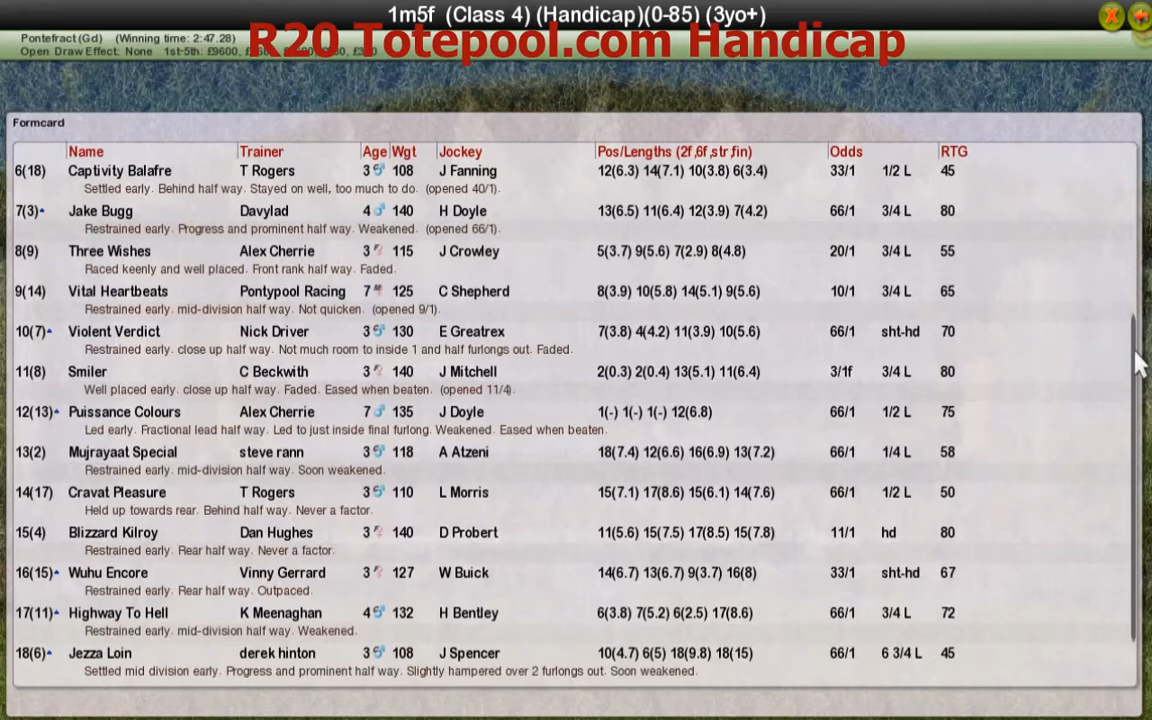 1m5f (Class 4) (Handicap)(0-85) (3yo+)
R20 Totepool.com Handicap
Pontefract(Gd) (Winning time: 2:47.28)
Open Draw Effect: None 1st-5th: £9600,
Formcard
Name Trainer Age Wgt Jockey Pos/Lengths (2f,6f,str,fin) Odds RTG
6(18) Captivity Balafre T Rogers 3 108 J Fanning 12(6.3) 14(7.1) 10(3.8) 6(3.4) 33/1 1/2 L 45
Settled early. Behind half way. Stayed on well, too much to do. (opened 40/1).
7(3) Jake Bugg Davylad 4 140 H Doyle 13(6.5) 11(6.4) 12(3.9) 7(4.2) 66/1 3/4 L 80
Restrained early. Progress and prominent half way. Weakened. (opened 66/1).
8(9) Three Wishes Alex Cherrie 3 115 J Crowley 5(3.7) 9(5.6) 7(2.9) 8(4.8) 20/1 3/4 L 55
Raced keenly and well placed. Front rank half way. Faded.
9(14) Vital Heartbeats Pontypool Racing 7 125 C Shepherd 8(3.9) 10(5.8) 14(5.1) 9(5.6) 10/1 3/4 L 65
Restrained early. mid-division half way. Not quicken. (opened 9/1).
10(7) Violent Verdict Nick Driver 3 130 E Greatrex 7(3.8) 4(4.2) 11(3.9) 10(5.6) 66/1 sht-hd 70
Restrained early. close up half way. Not much room to inside 1 and half furlongs out. Faded.
11(8) Smiler C Beckwith 3 140 J Mitchell 2(0.3) 2(0.4) 13(5.1) 11(6.4) 3/1f 3/4 L 80
Well placed early. close up half way. Faded. Eased when beaten. (opened 11/4).
12(13) Puissance Colours Alex Cherrie 7 135 J Doyle 1(-) 1(-) 1(-) 12(6.8) 66/1 1/2 L 75
Led early. Fractional lead half way. Led to just inside final furlong. Weakened. Eased when beaten.
13(2) Mujrayaat Special steve rann 3 118 A Atzeni 18(7.4) 12(6.6) 16(6.9) 13(7.2) 66/1 1/4 L 58
Restrained early. mid-division half way. Soon weakened.
14(17) Cravat Pleasure T Rogers 3 110 L Morris 15(7.1) 17(8.6) 15(6.1) 14(7.6) 66/1 1/2 L 50
Held up towards rear. Behind half way. Never a factor.
15(4) Blizzard Kilroy Dan Hughes 3 140 D Probert 11(5.6) 15(7.5) 17(8.5) 15(7.8) 11/1 hd 80
Restrained early. Rear half way. Never a factor.
16(15) Wuhu Encore Vinny Gerrard 3 127 W Buick 14(6.7) 13(6.7) 9(3.7) 16(8) 33/1 sht-hd 67
Restrained early. Rear half way. Outpaced.
17(11) Highway To Hell K Meenaghan 4 132 H Bentley 6(3.8) 7(5.2) 6(2.5) 17(8.6) 66/1 3/4 L 72
Restrained early. mid-division half way. Weakened.
18(6) Jezza Loin derek hinton 3 108 J Spencer 10(4.7) 6(5) 18(9.8) 18(15) 66/1 6 3/4 L 45
Settled mid division early. Progress and prominent half way. Slightly hampered over 2 furlongs out. Soon weakened.